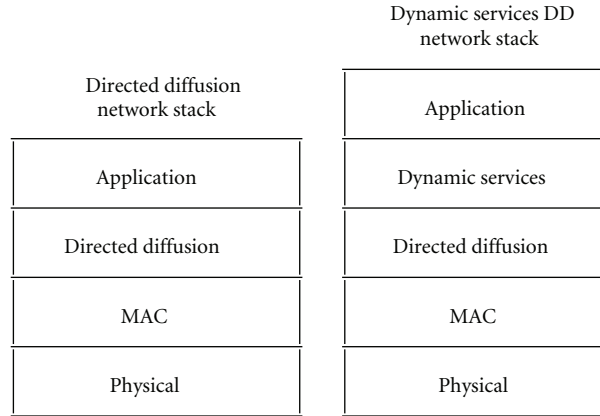 Directed diffusion
network stack
Application
Directed diffusion
MAC
Physical
Dynamic services DD
network stack
Application
Dynamic services
Directed diffusion
MAC
Physical